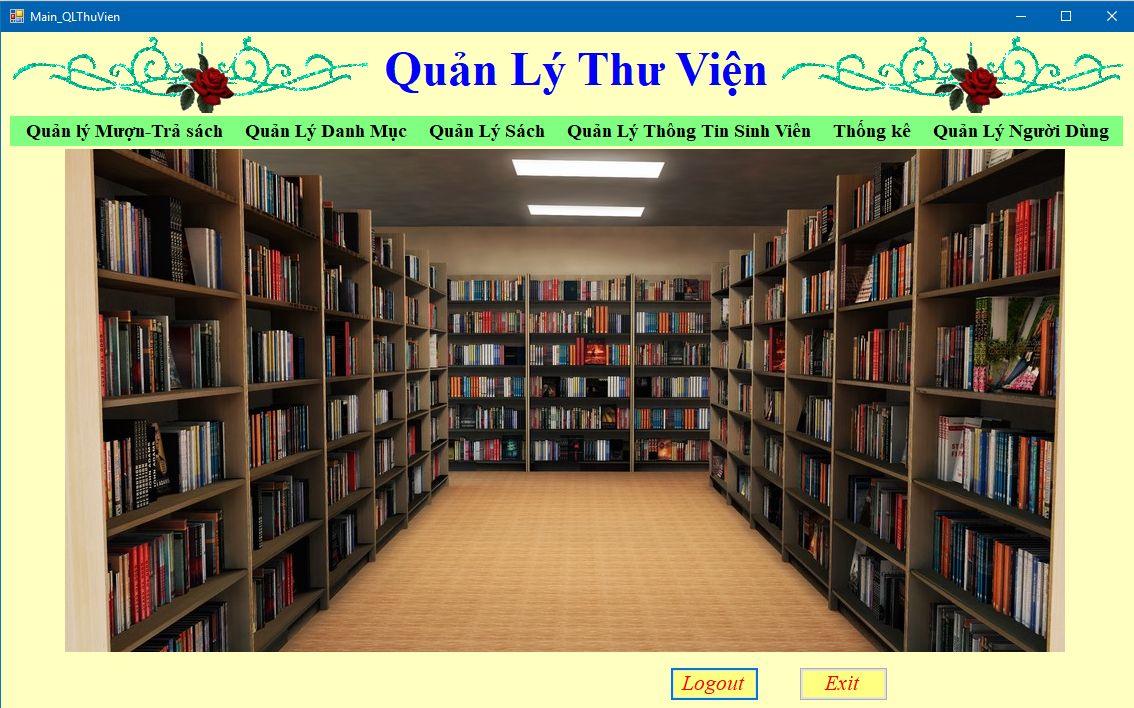 Main_QLThuVien
Quản Lý Thư Viện
Quản lý Mượn-Trả sách Quản Lý Danh Mục Quản Lý Sách Quản Lý Thông Tin Sinh Viên Thống kê Quản Lý Người Dùng
Logout Exit